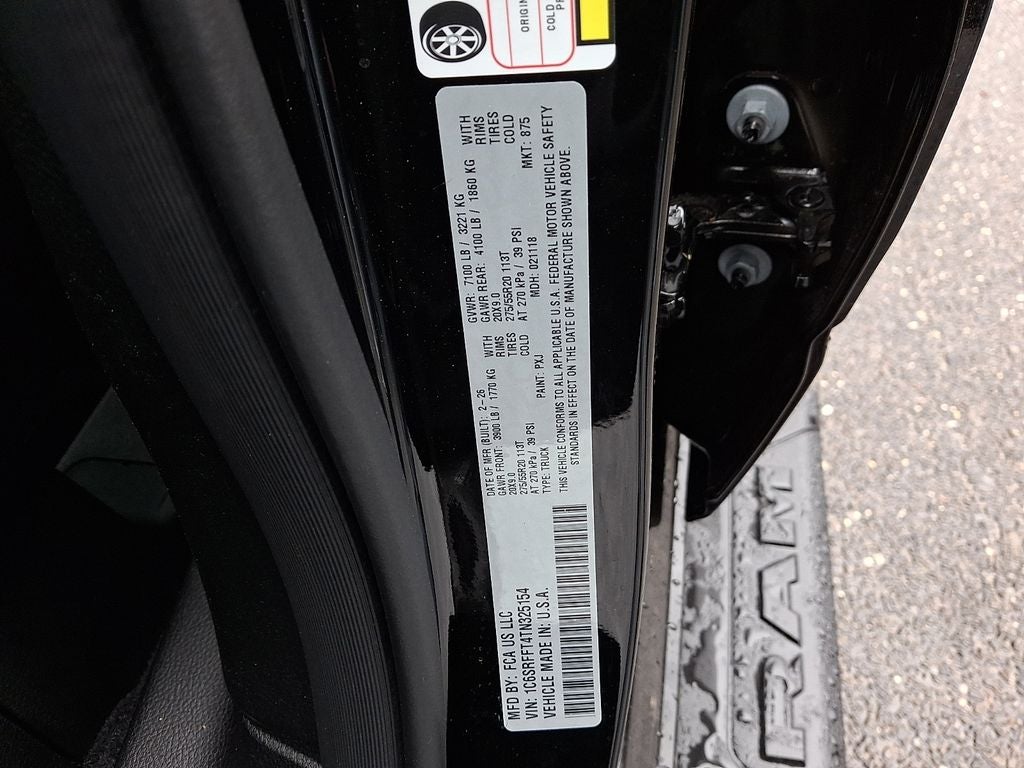 ORIGIN
COLD
PR
MFD BY: FCA US LLC
VIN: 1C6SRFFT4TN325154
VEHICLE MADE IN: U.S.A.
DATE OF MFR (BUILT): 2-26 GVWR: 7100 LB / 3221 KG
GAWR FRONT: 3900 LB / 1770 KG WITH GAWR REAR: 4100 LB / 1860 KG WITH
20X9.0 RIMS 20X9.0 RIMS
275/55R20 113T TIRES 275/55R20 113T TIRES
AT 270 kPa / 39 PSI COLD AT 270 kPa / 39 PSI COLD
TYPE: TRUCK PAINT: PXJ MDH: 021118 MKT: 875
THIS VEHICLE CONFORMS TO ALL APPLICABLE U.S.A. FEDERAL MOTOR VEHICLE SAFETY
STANDARDS IN EFFECT ON THE DATE OF MANUFACTURE SHOWN ABOVE.
RAM